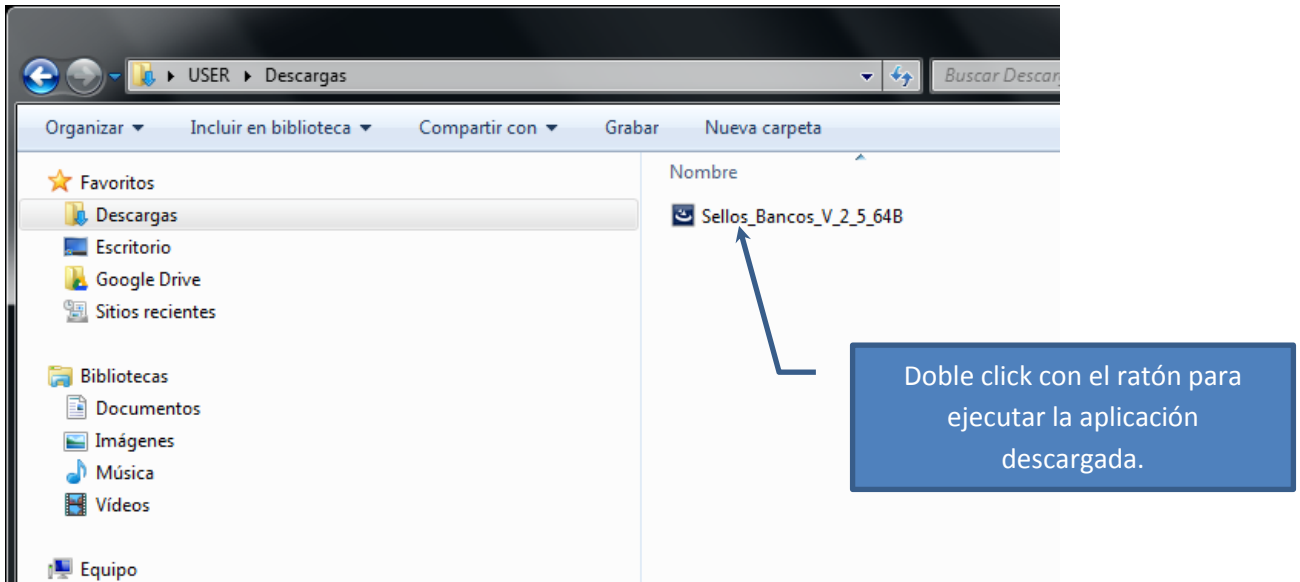 USER Descargas
Buscar Descar
Organizar Incluir en biblioteca Compartir con Grabar Nueva carpeta
Favoritos
Descargas
Escritorio
Google Drive
Sitios recientes
Bibliotecas
Documentos
Imágenes
Música
Vídeos
Equipo
Nombre
Sellos_Bancos_V_2_5_64B
Doble click con el ratón para
ejecutar la aplicación
descargada.